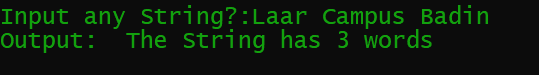 Input any String?:Laar Campus Badin
Output:  The String has 3 words